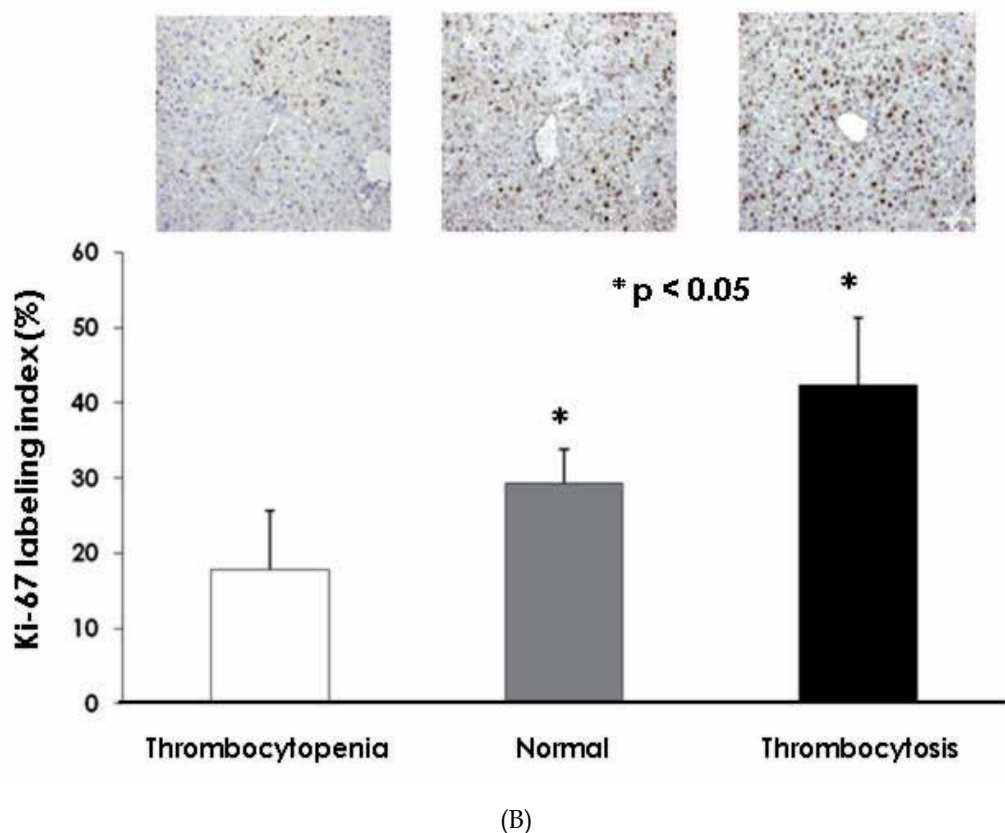 60
* p < 0.05
*
50
40
*
30
20
10
0
Ki-67 labeling index (%)
Thrombocytopenia Normal Thrombocytosis
(B)